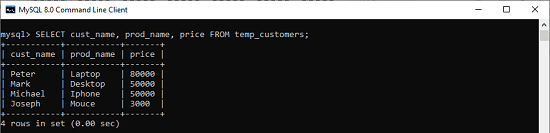 MySQL 8.0 Command Line Client
mysql> SELECT cust_name, prod_name, price FROM temp_customers;
+-----------+-----------+-------+
| cust_name | prod_name | price |
+-----------+-----------+-------+
| Peter     | Laptop    | 80000 |
| Mark      | Desktop   | 50000 |
| Michael   | Iphone    | 50000 |
| Joseph    | Mouce     | 3000  |
+-----------+-----------+-------+
4 rows in set (0.00 sec)